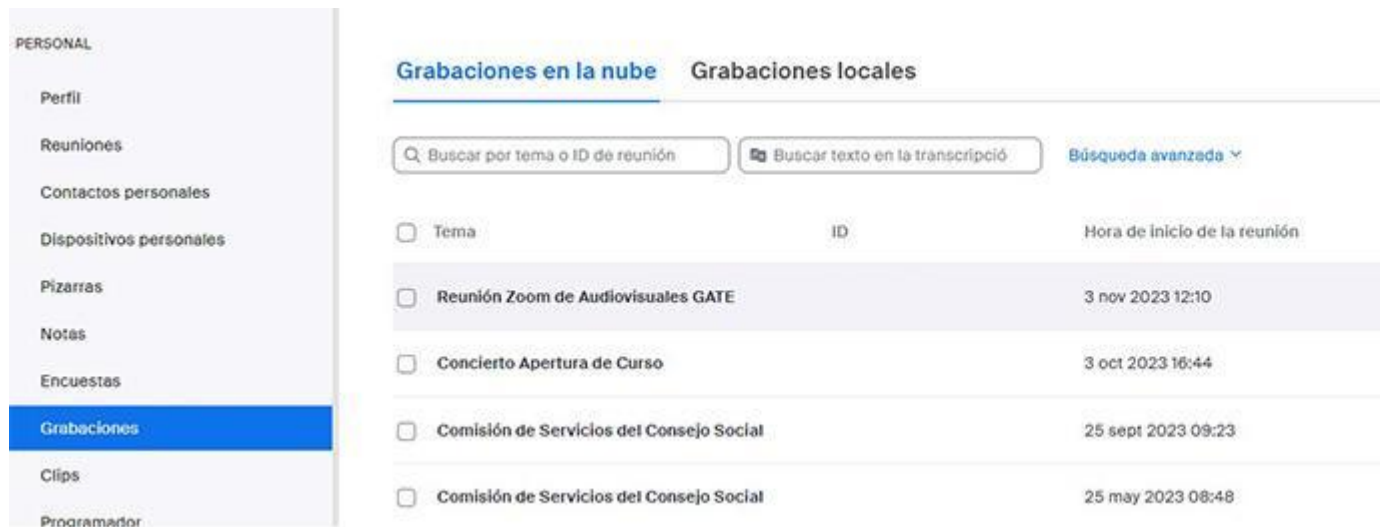 PERSONAL
Perfil
Reuniones
Contactos personales
Dispositivos personales
Pizarras
Notas
Encuestas
Grabaciones
Clips
Programador
Grabaciones en la nube Grabaciones locales
Buscar por tema o ID de reunión Buscar texto en la transcripció Búsqueda avanzada
Tema ID Hora de inicio de la reunión
Reunión Zoom de Audiovisuales GATE 3 nov 2023 12:10
Concierto Apertura de Curso 3 oct 2023 16:44
Comisión de Servicios del Consejo Social 25 sept 2023 09:23
Comisión de Servicios del Consejo Social 25 may 2023 08:48